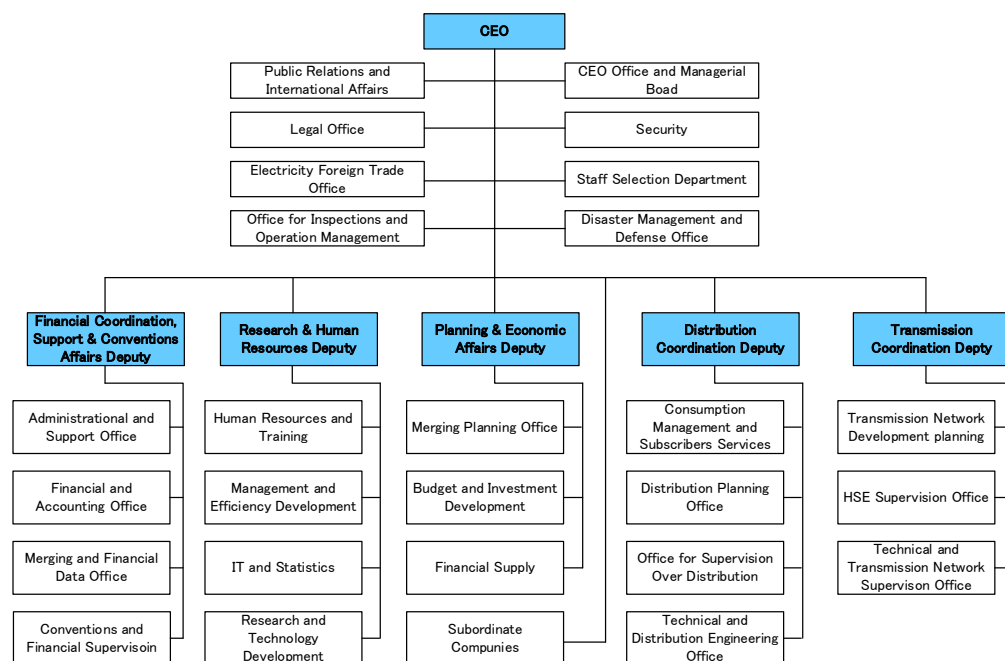 CEO
Public Relations and
International Affairs
CEO Office and Managerial
Boad
Legal Office
Security
Electricity Foreign Trade
Office
Staff Selection Department
Office for Inspections and
Operation Management
Disaster Management and
Defense Office
Financial Coordination,
Support & Conventions
Affairs Deputy
Research & Human
Resources Deputy
Planning & Economic
Affairs Deputy
Distribution
Coordination Deputy
Transmission
Coordination Depty
Administrational and
Support Office
Human Resources and
Training
Merging Planning Office
Consumption
Management and
Subscribers Services
Transmission Network
Development planning
Financial and
Accounting Office
Management and
Efficiency Development
Budget and Investment
Development
Distribution Planning
Office
HSE Supervision Office
Merging and Financial
Data Office
IT and Statistics
Financial Supply
Office for Supervision
Over Distribution
Technical and
Transmission Network
Supervison Office
Conventions and
Financial Supervisoin
Research and
Technology
Development
Subordinate
Compunies
Technical and
Distribution Engineering
Office